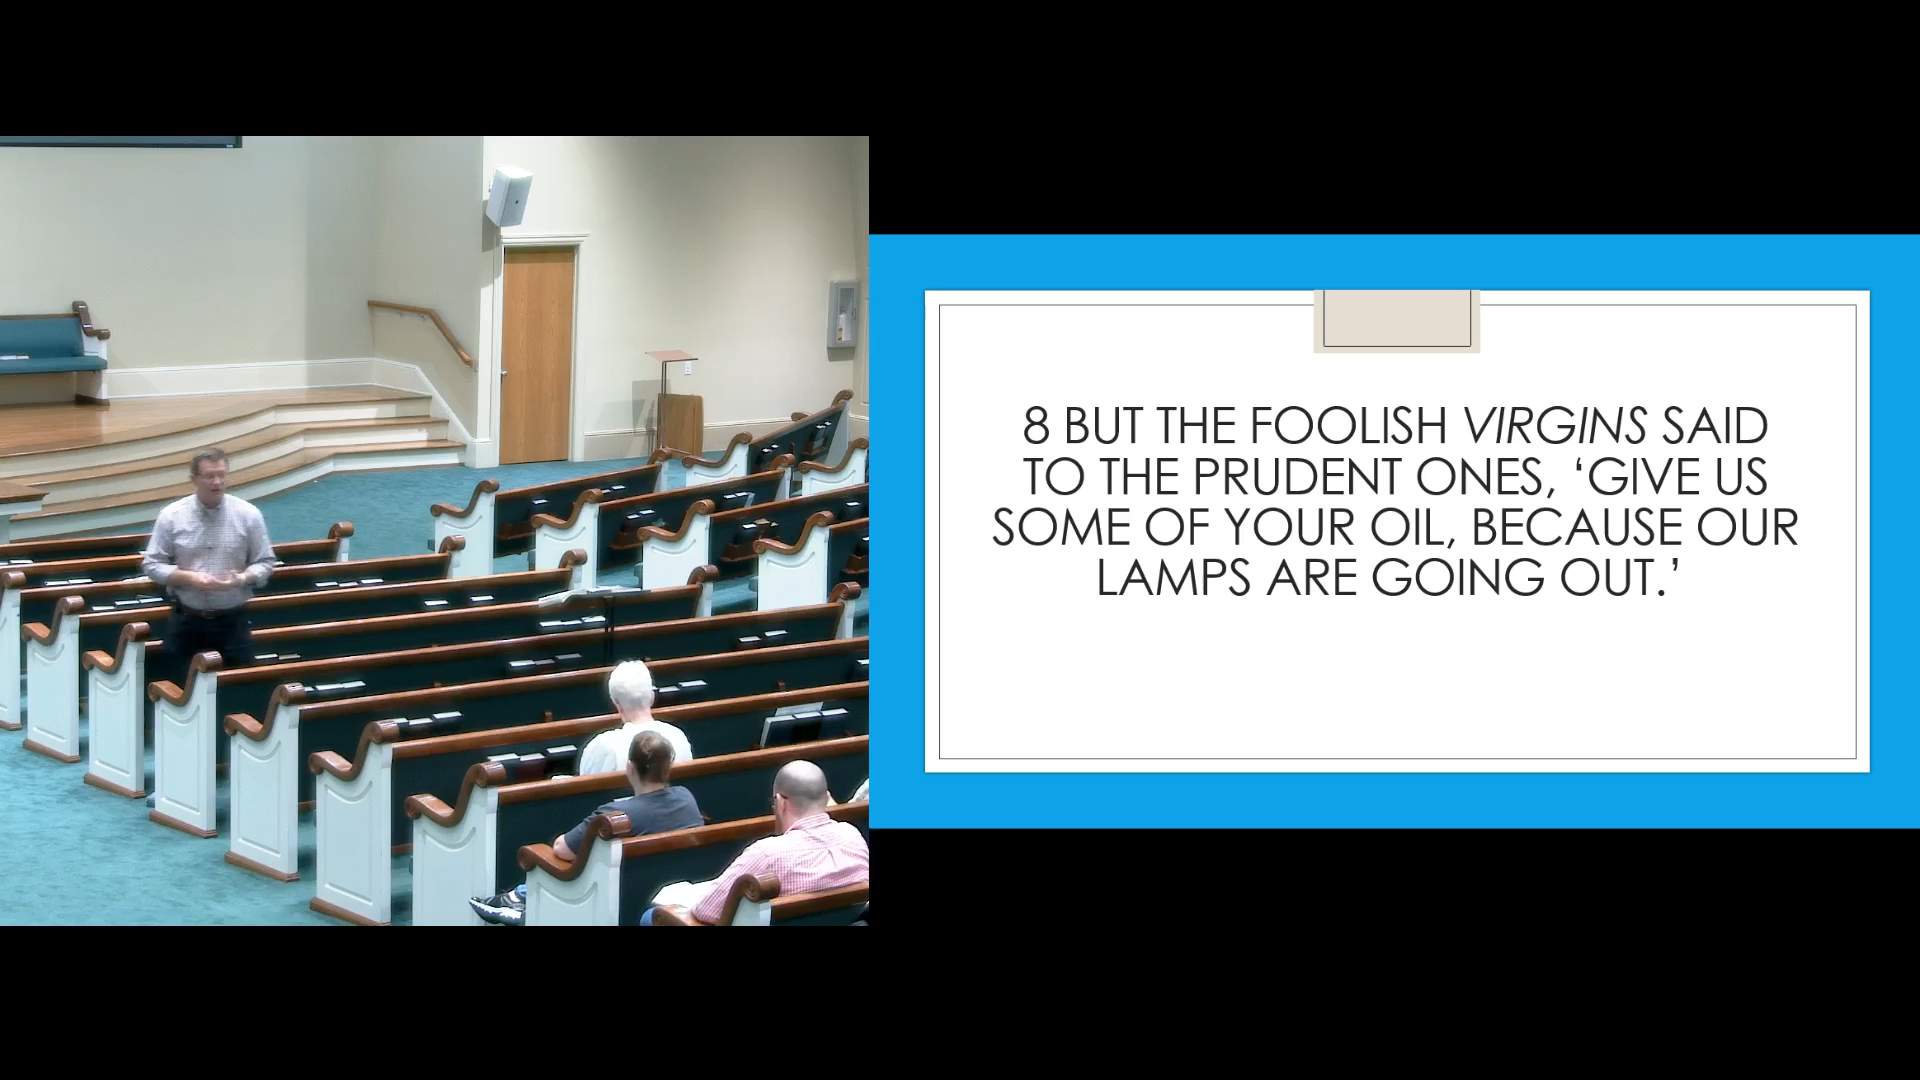 8 BUT THE FOOLISH VIRGINS SAID
TO THE PRUDENT ONES, ‘GIVE US
SOME OF YOUR OIL, BECAUSE OUR
LAMPS ARE GOING OUT.’